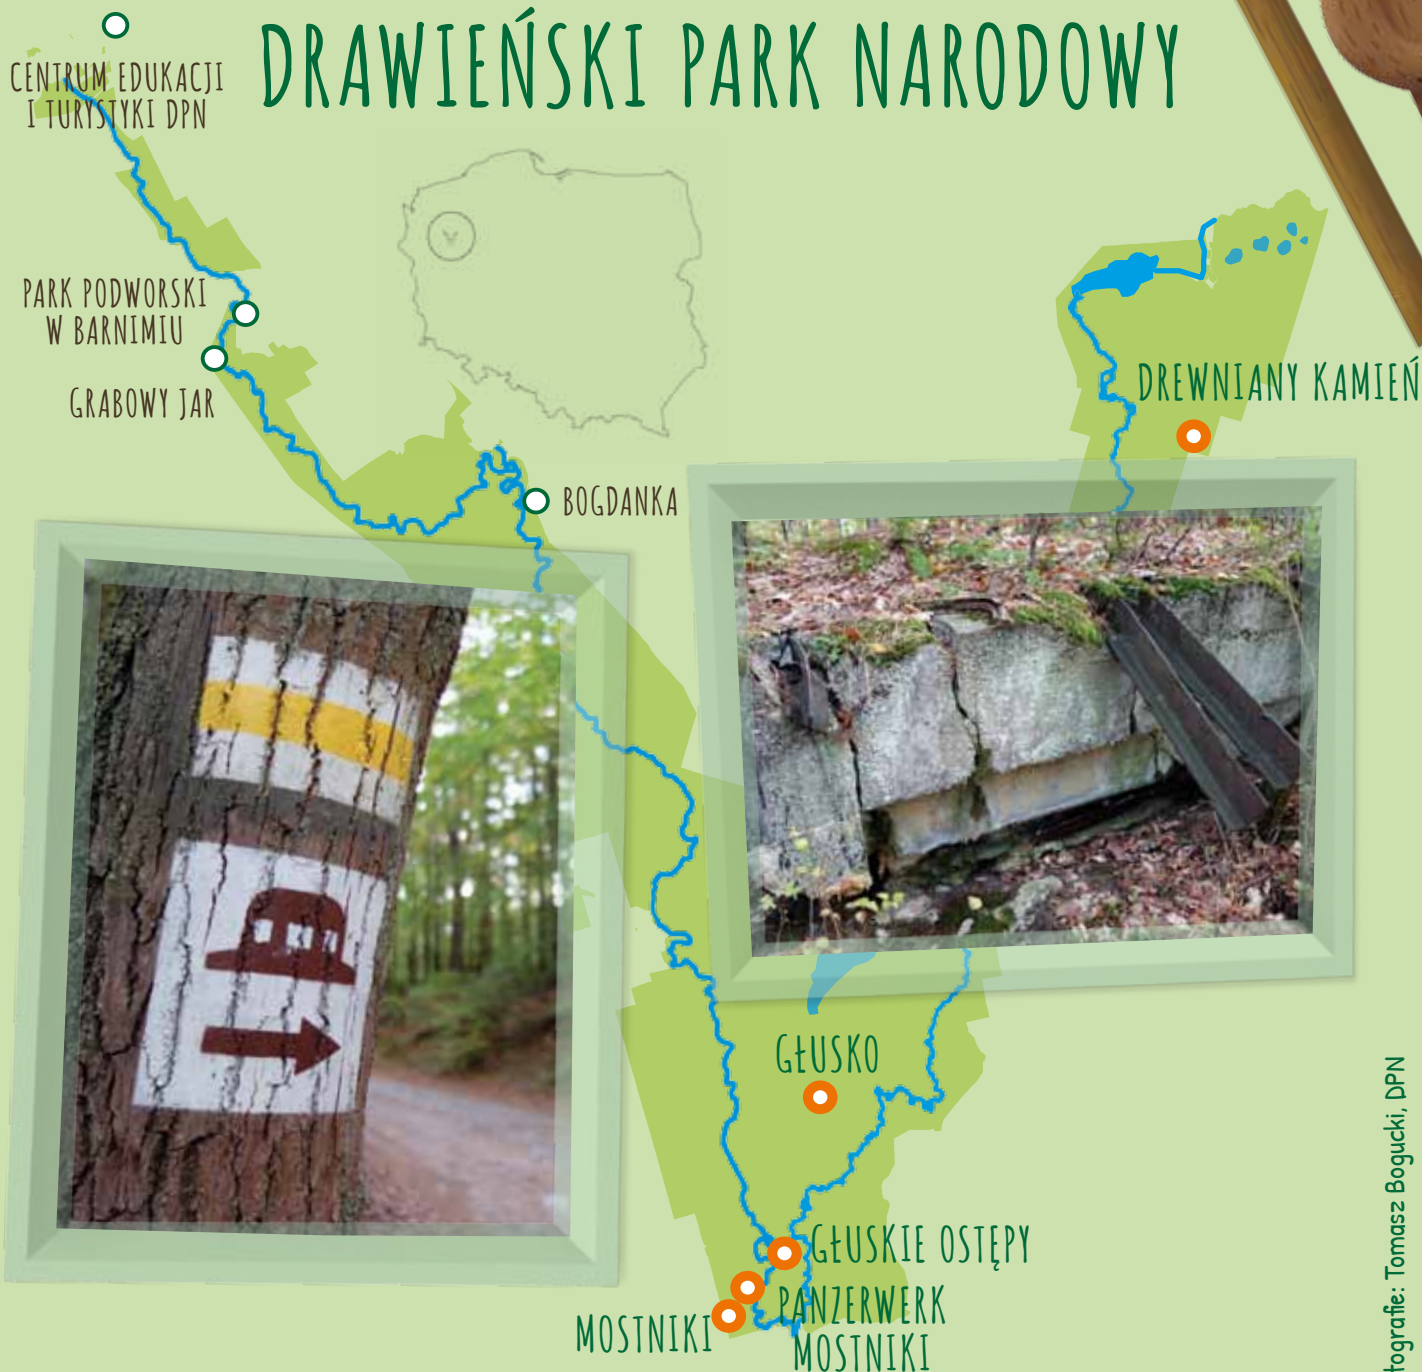 DRAWIEŃSKI PARK NARODOWY
CENTRUM EDUKACJI
I TURYSTYKI DPN
PARK PODWORSKI
W BARNIMIU
GRABOWY JAR
BOGDANKA
DREWNIANY KAMIEŃ
GŁUSKO
GŁUSKIE OSTĘPY
PANZERWERK
MOSTNIKI
MOSTNIKI
tografie: Tomasz Bogucki, DPN